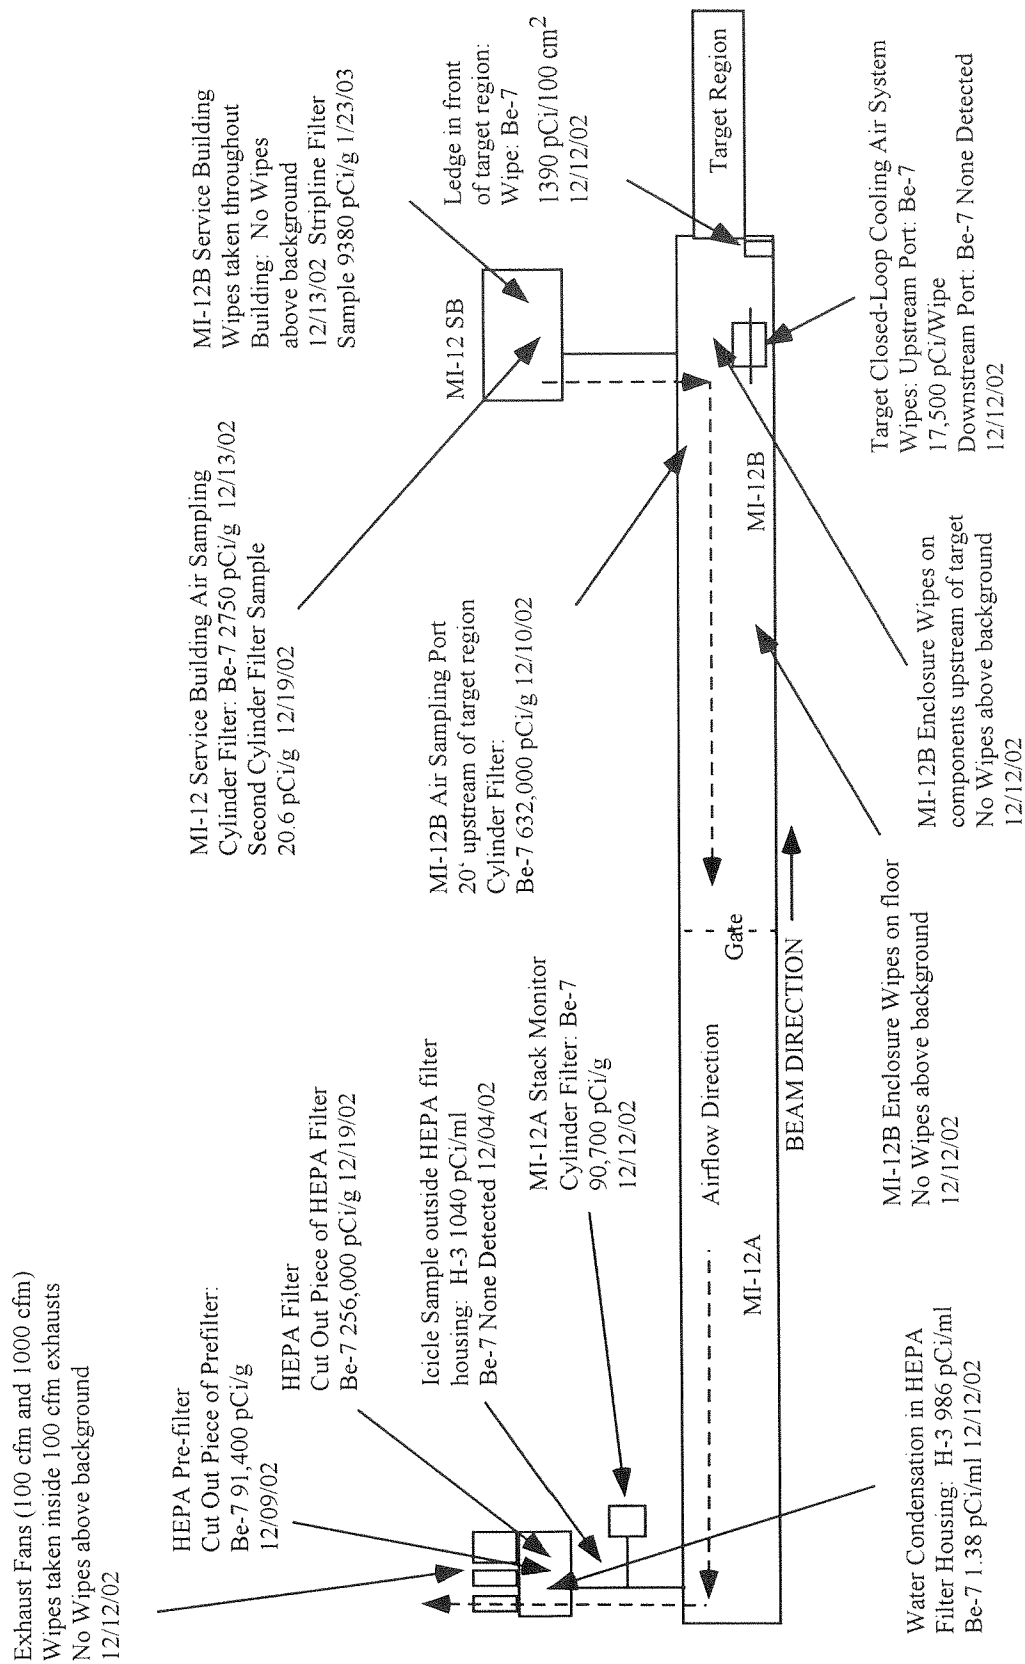 Exhaust Fans (100 cfm and 1000 cfm)
Wipes taken inside 100 cfm exhausts
No Wipes above background
12/12/02
HEPA Pre-filter
Cut Out Piece of Prefilter:
Be-7 91,400 pCi/g
12/09/02
HEPA Filter
Cut Out Piece of HEPA Filter
Be-7 256,000 pCi/g 12/19/02
Icicle Sample outside HEPA filter
housing: H-3 1040 pCi/ml
Be-7 None Detected 12/04/02
MI-12A Stack Monitor
Cylinder Filter: Be-7
90,700 pCi/g
12/12/02
MI-12 Service Building Air Sampling
Cylinder Filter: Be-7 2750 pCi/g 12/13/02
Second Cylinder Filter Sample
20.6 pCi/g 12/19/02
MI-12B Air Sampling Port
20' upstream of target region
Cylinder Filter:
Be-7 632,000 pCi/g 12/10/02
MI-12B Service Building
Wipes taken throughout
Building: No Wipes
above background
12/13/02 Stripline Filter
Sample 9380 pCi/g 1/23/03
MI-12 SB
Ledge in front
of target region:
Wipe: Be-7
1390 pCi/100 cm²
12/12/02
Airflow Direction
MI-12A
Gate
MI-12B
Target Region
BEAM DIRECTION
Water Condensation in HEPA
Filter Housing: H-3 986 pCi/ml
Be-7 1.38 pCi/ml 12/12/02
MI-12B Enclosure Wipes on floor
No Wipes above background
12/12/02
MI-12B Enclosure Wipes on
components upstream of target
No Wipes above background
12/12/02
Target Closed-Loop Cooling Air System
Wipes: Upstream Port: Be-7
17,500 pCi/Wipe
Downstream Port: Be-7 None Detected
12/12/02